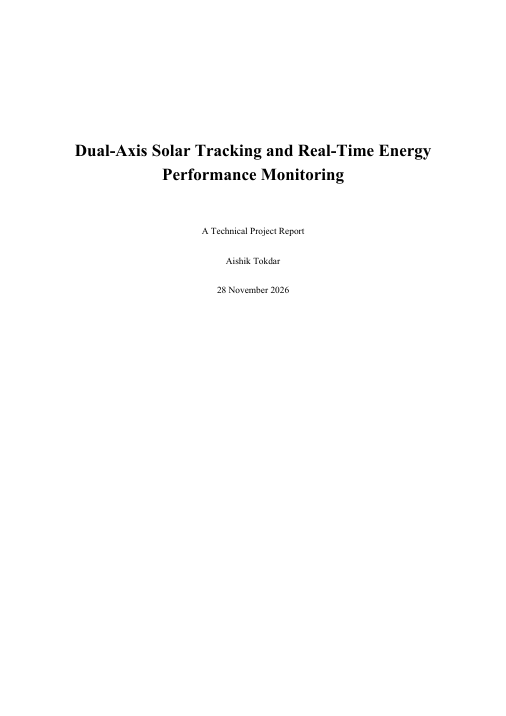 Dual-Axis Solar Tracking and Real-Time Energy
Performance Monitoring
A Technical Project Report
Aishik Tokdar
28 November 2026